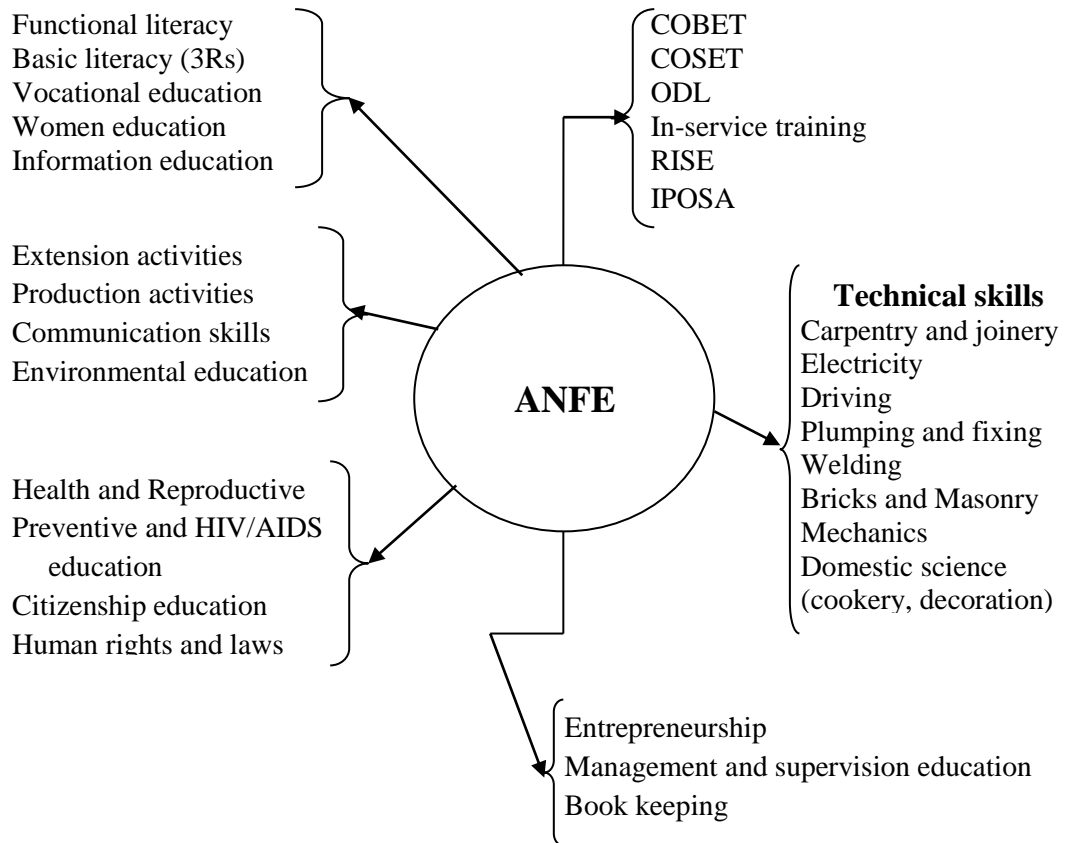 Functional literacy
Basic literacy (3Rs)
Vocational education
Women education
Information education
COBET
COSET
ODL
In-service training
RISE
IPOSA
Extension activities
Production activities
Communication skills
Environmental education
ANFE
Technical skills
Carpentry and joinery
Electricity
Driving
Plumping and fixing
Welding
Bricks and Masonry
Mechanics
Domestic science
(cookery, decoration)
Health and Reproductive
Preventive and HIV/AIDS
education
Citizenship education
Human rights and laws
Entrepreneurship
Management and supervision education
Book keeping